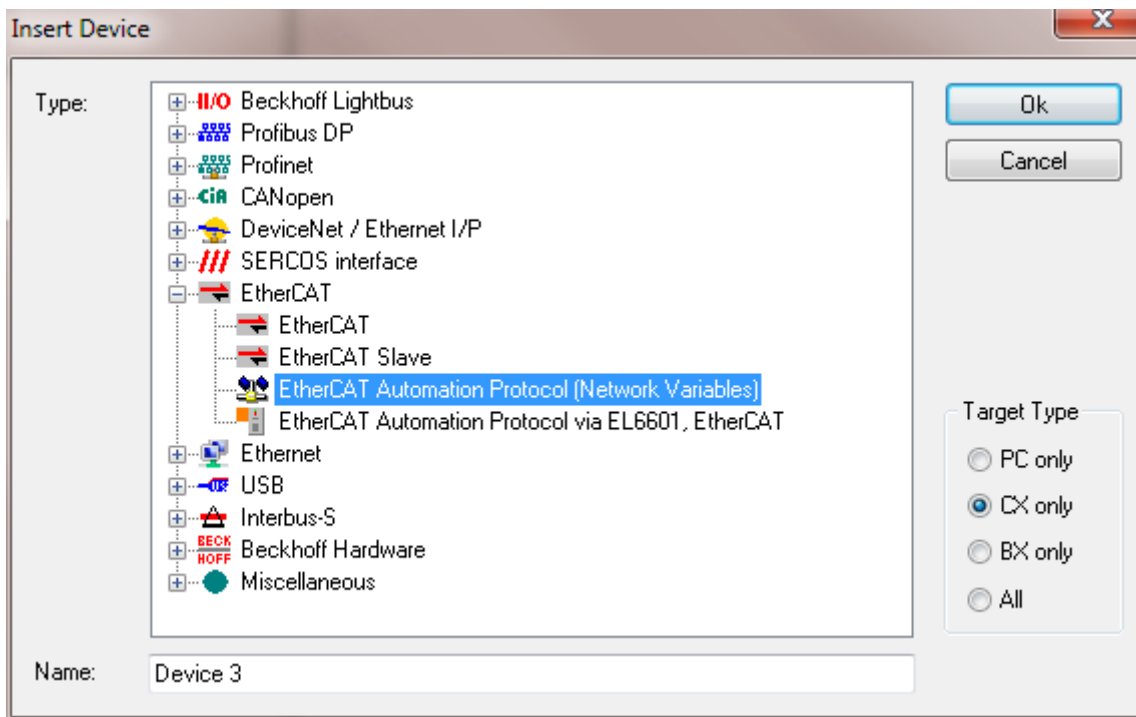 Insert Device
Type:
II/O Beckhoff Lightbus
Profibus DP
Profinet
CiA CANopen
DeviceNet / Ethernet I/P
SERCOS interface
EtherCAT
EtherCAT
EtherCAT Slave
EtherCAT Automation Protocol (Network Variables)
EtherCAT Automation Protocol via EL6601, EtherCAT
Ethernet
USB
Interbus-S
BECK
HOFF Beckhoff Hardware
Miscellaneous
Ok
Cancel
Target Type
PC only
CX only
BX only
All
Name:
Device 3